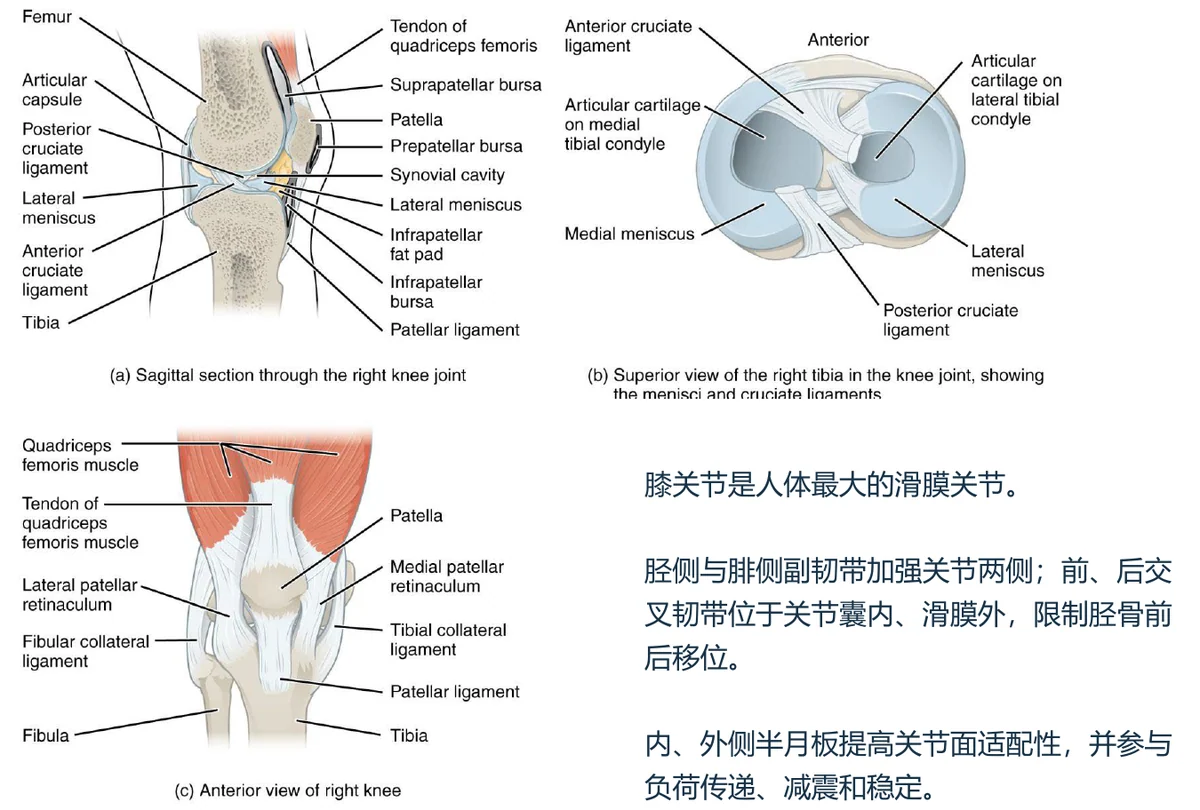 Femur
Articular
capsule
Posterior
cruciate
ligament
Lateral
meniscus
Anterior
cruciate
ligament
Tibia
Tendon of
quadriceps femoris
Suprapatellar bursa
Patella
Prepatellar bursa
Synovial cavity
Lateral meniscus
Infrapatellar
fat pad
Infrapatellar
bursa
Patellar ligament
(a) Sagittal section through the right knee joint
Anterior cruciate
ligament
Anterior
Articular
cartilage on
lateral tibial
condyle
Articular cartilage
on medial
tibial condyle
Medial meniscus
Lateral
meniscus
Posterior cruciate
ligament
(b) Superior view of the right tibia in the knee joint, showing
the menisci and cruciate ligaments
Quadriceps
femoris muscle
Tendon of
quadriceps
femoris muscle
Lateral patellar
retinaculum
Fibular collateral
ligament
Fibula
Patella
Medial patellar
retinaculum
Tibial collateral
ligament
Patellar ligament
Tibia
(c) Anterior view of right knee
膝关节是人体最大的滑膜关节。
胫侧与腓侧副韧带加强关节两侧；前、后交
叉韧带位于关节囊内、滑膜外，限制胫骨前
后移位。
内、外侧半月板提高关节面适配性，并参与
负荷传递、减震和稳定。